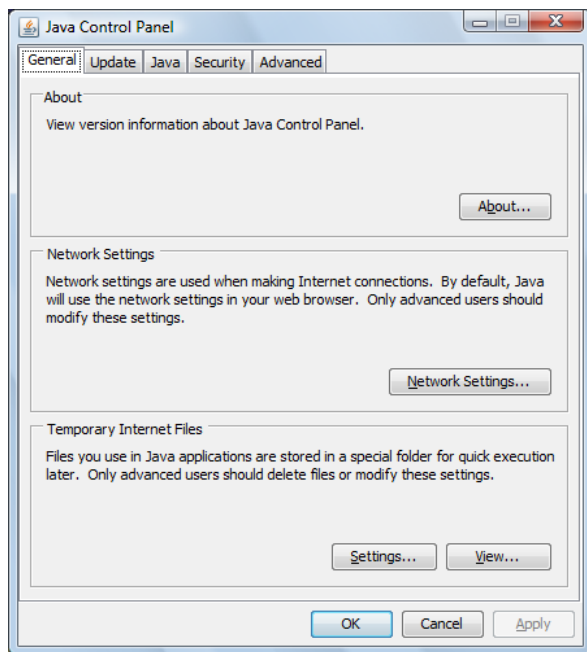 Java Control Panel
General Update Java Security Advanced
About
View version information about Java Control Panel.
About...
Network Settings
Network settings are used when making Internet connections. By default, Java
will use the network settings in your web browser. Only advanced users should
modify these settings.
Network Settings...
Temporary Internet Files
Files you use in Java applications are stored in a special folder for quick execution
later. Only advanced users should delete files or modify these settings.
Settings... View...
OK Cancel Apply